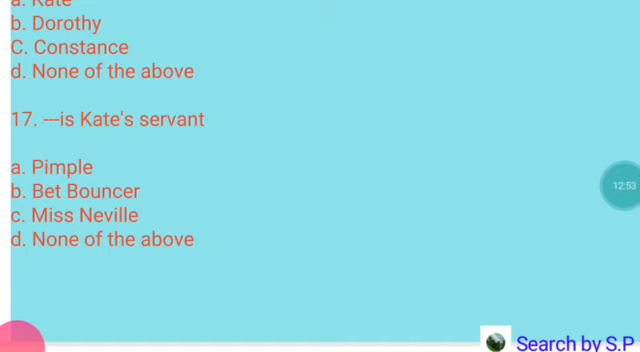 a. Kate
b. Dorothy
C. Constance
d. None of the above
17. ---is Kate's servant
a. Pimple
b. Bet Bouncer
c. Miss Neville
d. None of the above
12:53
Search by S.P